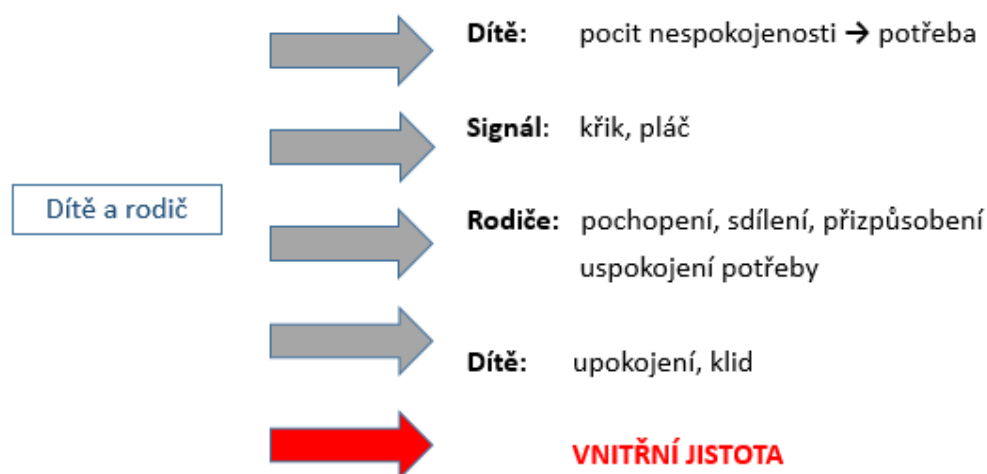 Dítě: pocit nespokojenosti → potřeba
Signál: křik, pláč
Dítě a rodič
Rodiče: pochopení, sdílení, přizpůsobení
uspokojení potřeby
Dítě: upokojení, klid
VNITŘNÍ JISTOTA